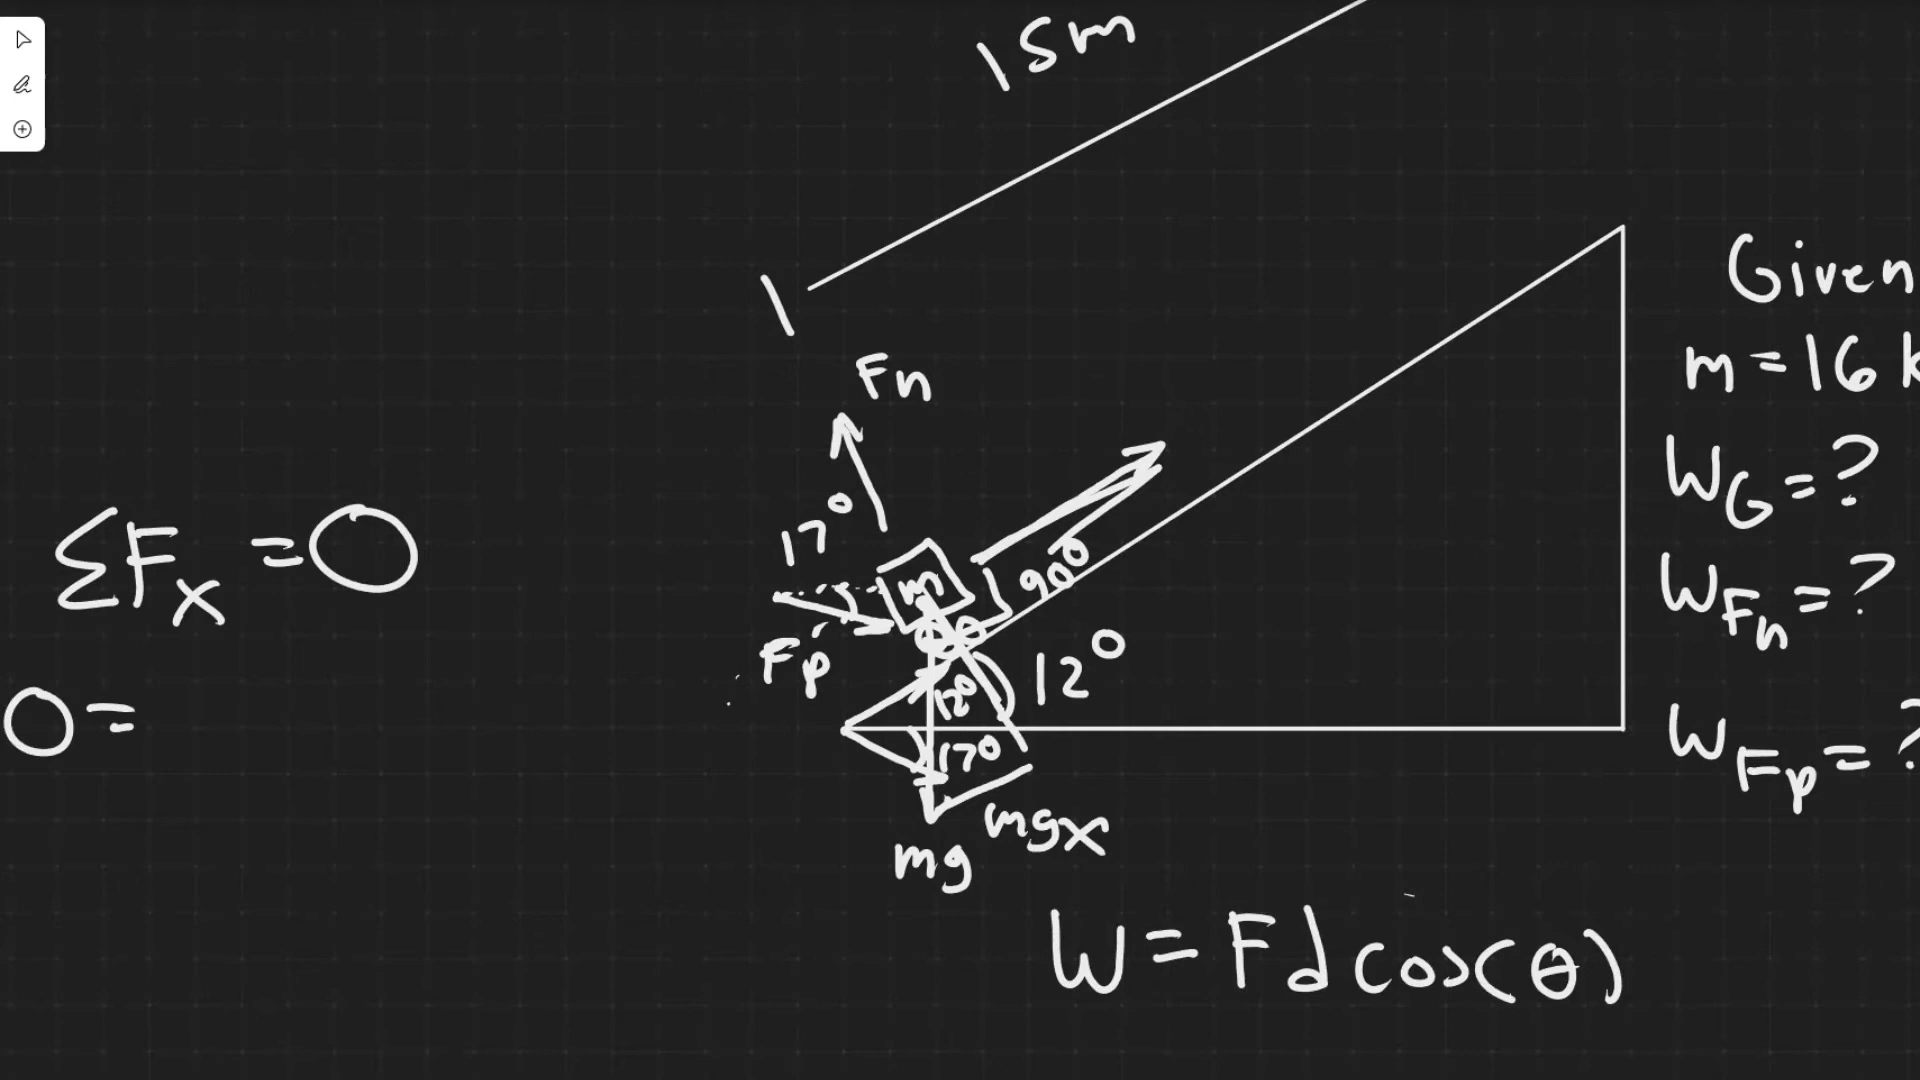 15m
Fn
17°
m
90°
Fp
12°
12°
17°
mgx
mg
ΣFx = 0
0 =
Given
m = 16 k
WG = ?
WFn = ?
WFp = ?
W = Fd cos(θ)